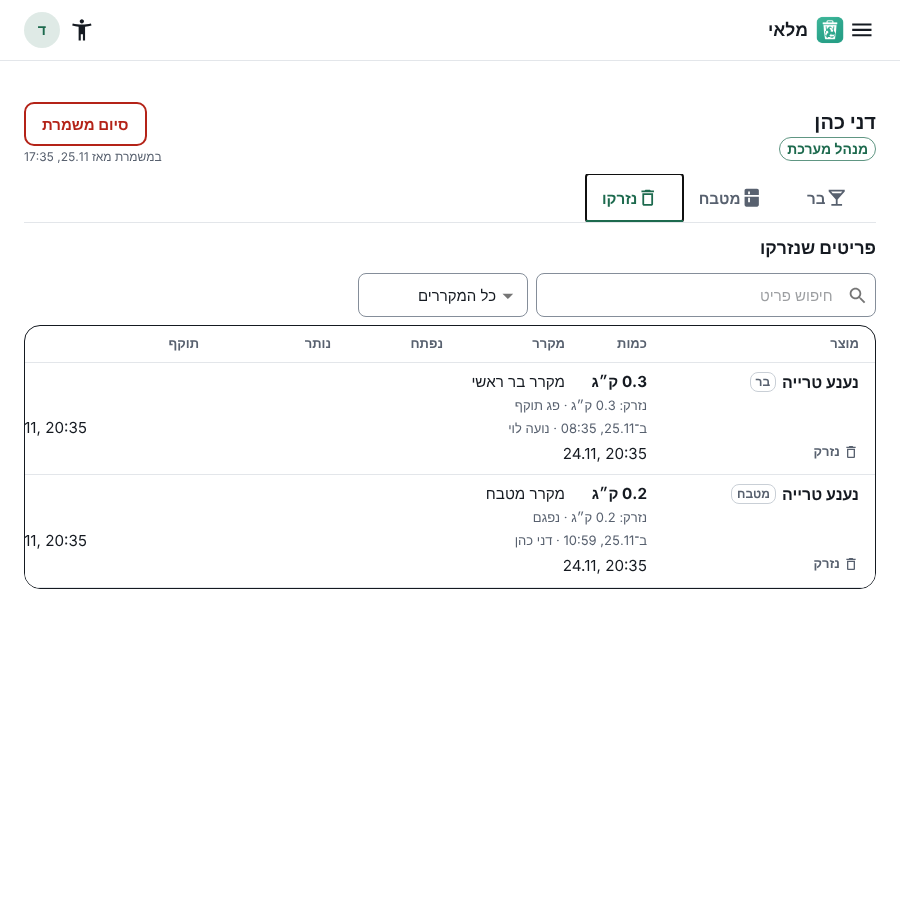 מלאי
ד
דני כהן
מנהל מערכת
סיום משמרת
במשמרת מאז 25.11, 17:35
בר
מטבח
נזרקו
פריטים שנזרקו
חיפוש פריט
כל המקררים
מוצר כמות מקרר נפתח נותר תוקף
נענע טרייה בר 0.3 ק״ג מקרר בר ראשי
נזרק: 0.3 ק״ג · פג תוקף
ב־25.11, 08:35 · נועה לוי
11, 20:35
נזרק 24.11, 20:35
נענע טרייה מטבח 0.2 ק״ג מקרר מטבח
נזרק: 0.2 ק״ג · נפגם
ב־25.11, 10:59 · דני כהן
11, 20:35
נזרק 24.11, 20:35